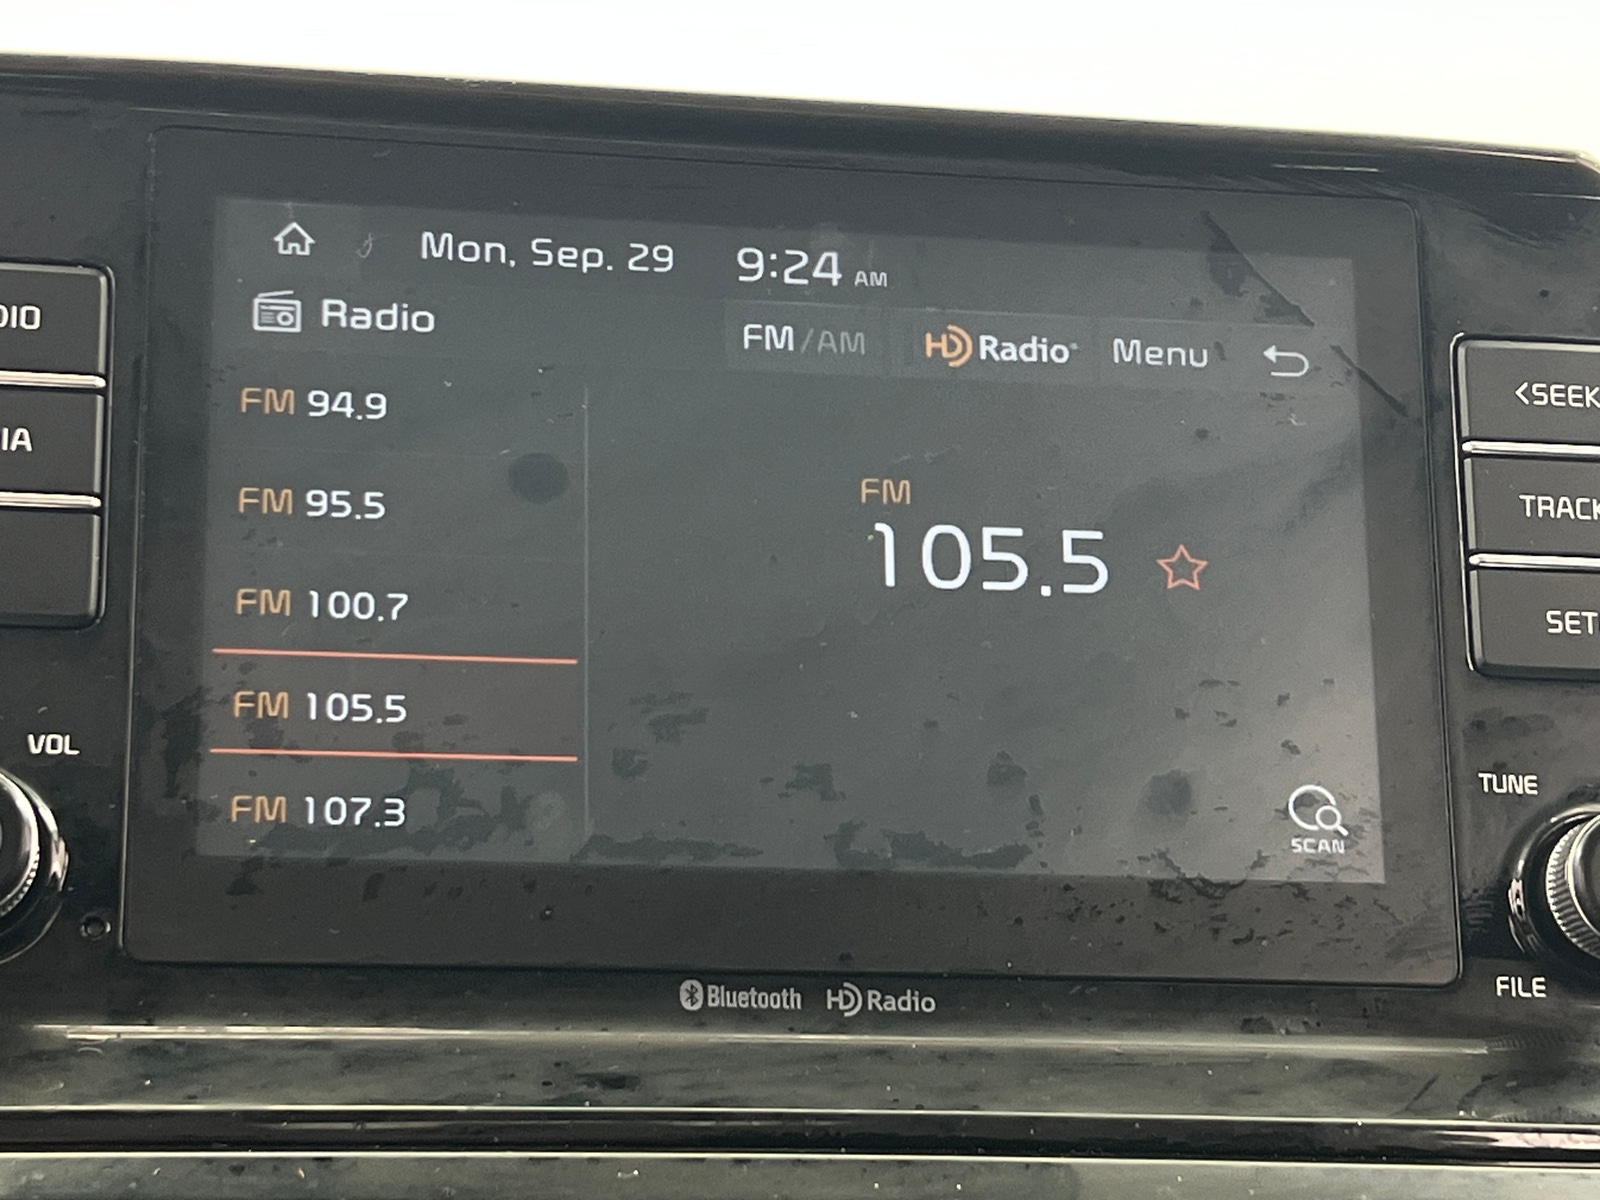 Mon, Sep. 29 9:24 AM
Radio
FM/AM HD Radio Menu
FM 94.9
FM 95.5
FM 100.7
FM 105.5
FM 107.3
FM
105.5
SCAN
DIO
IA
VOL
<SEEK
TRACK
SET
TUNE
FILE
Bluetooth HD Radio